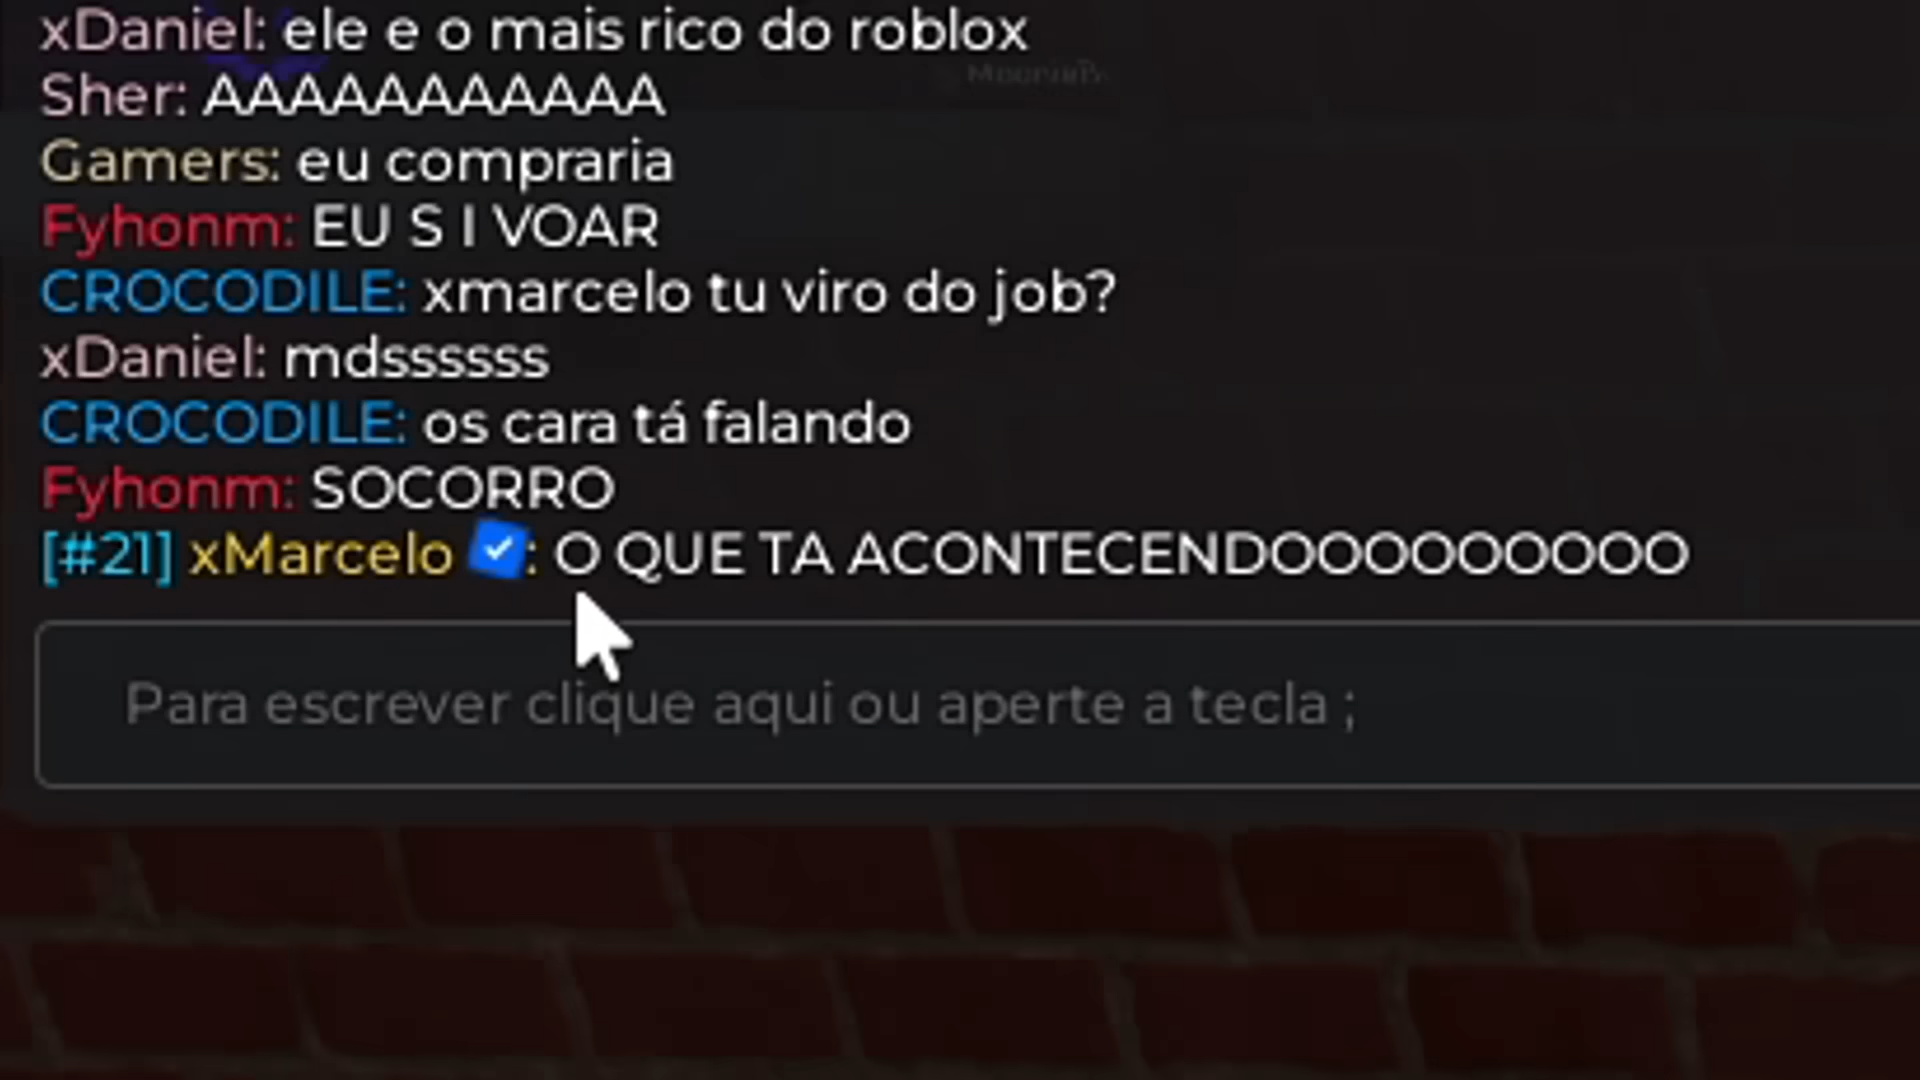 xDaniel: ele e o mais rico do roblox
Sher: AAAAAAAAAAAA
Gamers: eu compraria
Fyhonm: EU S I VOAR
CROCODILE: xmarcelo tu viro do job?
xDaniel: mdsssssss
CROCODILE: os cara tá falando
Fyhonm: SOCORRO
[#21] xMarcelo : O QUE TA ACONTECENDOOOOOOOOOO
Para escrever clique aqui ou aperte a tecla ;